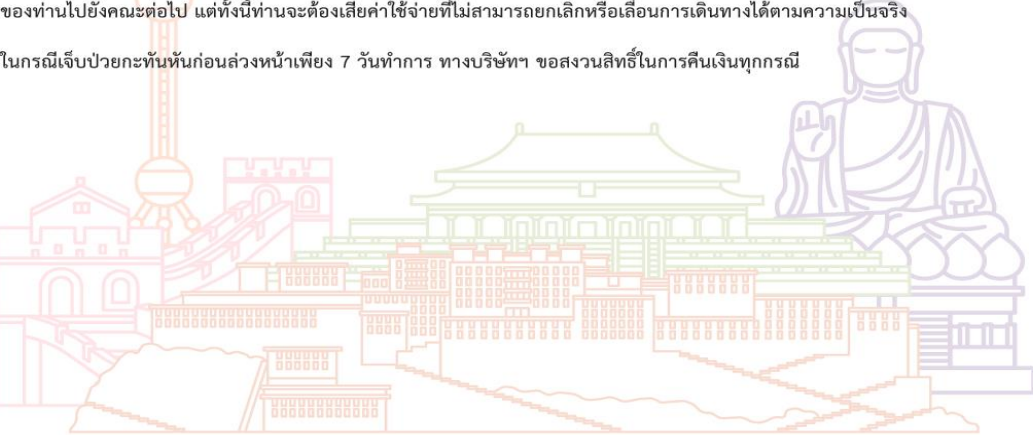 ของท่านไปยังคณะต่อไป แต่ทั้งนี้ท่านจะต้องเสียค่าใช้จ่ายที่ไม่สามารถยกเลิกหรือเลื่อนการเดินทางได้ตามความเป็นจริง
ในกรณีเจ็บป่วยกะทันหันก่อนล่วงหน้าเพียง 7 วันทำการ ทางบริษัทฯ ขอสงวนสิทธิ์ในการคืนเงินทุกกรณี